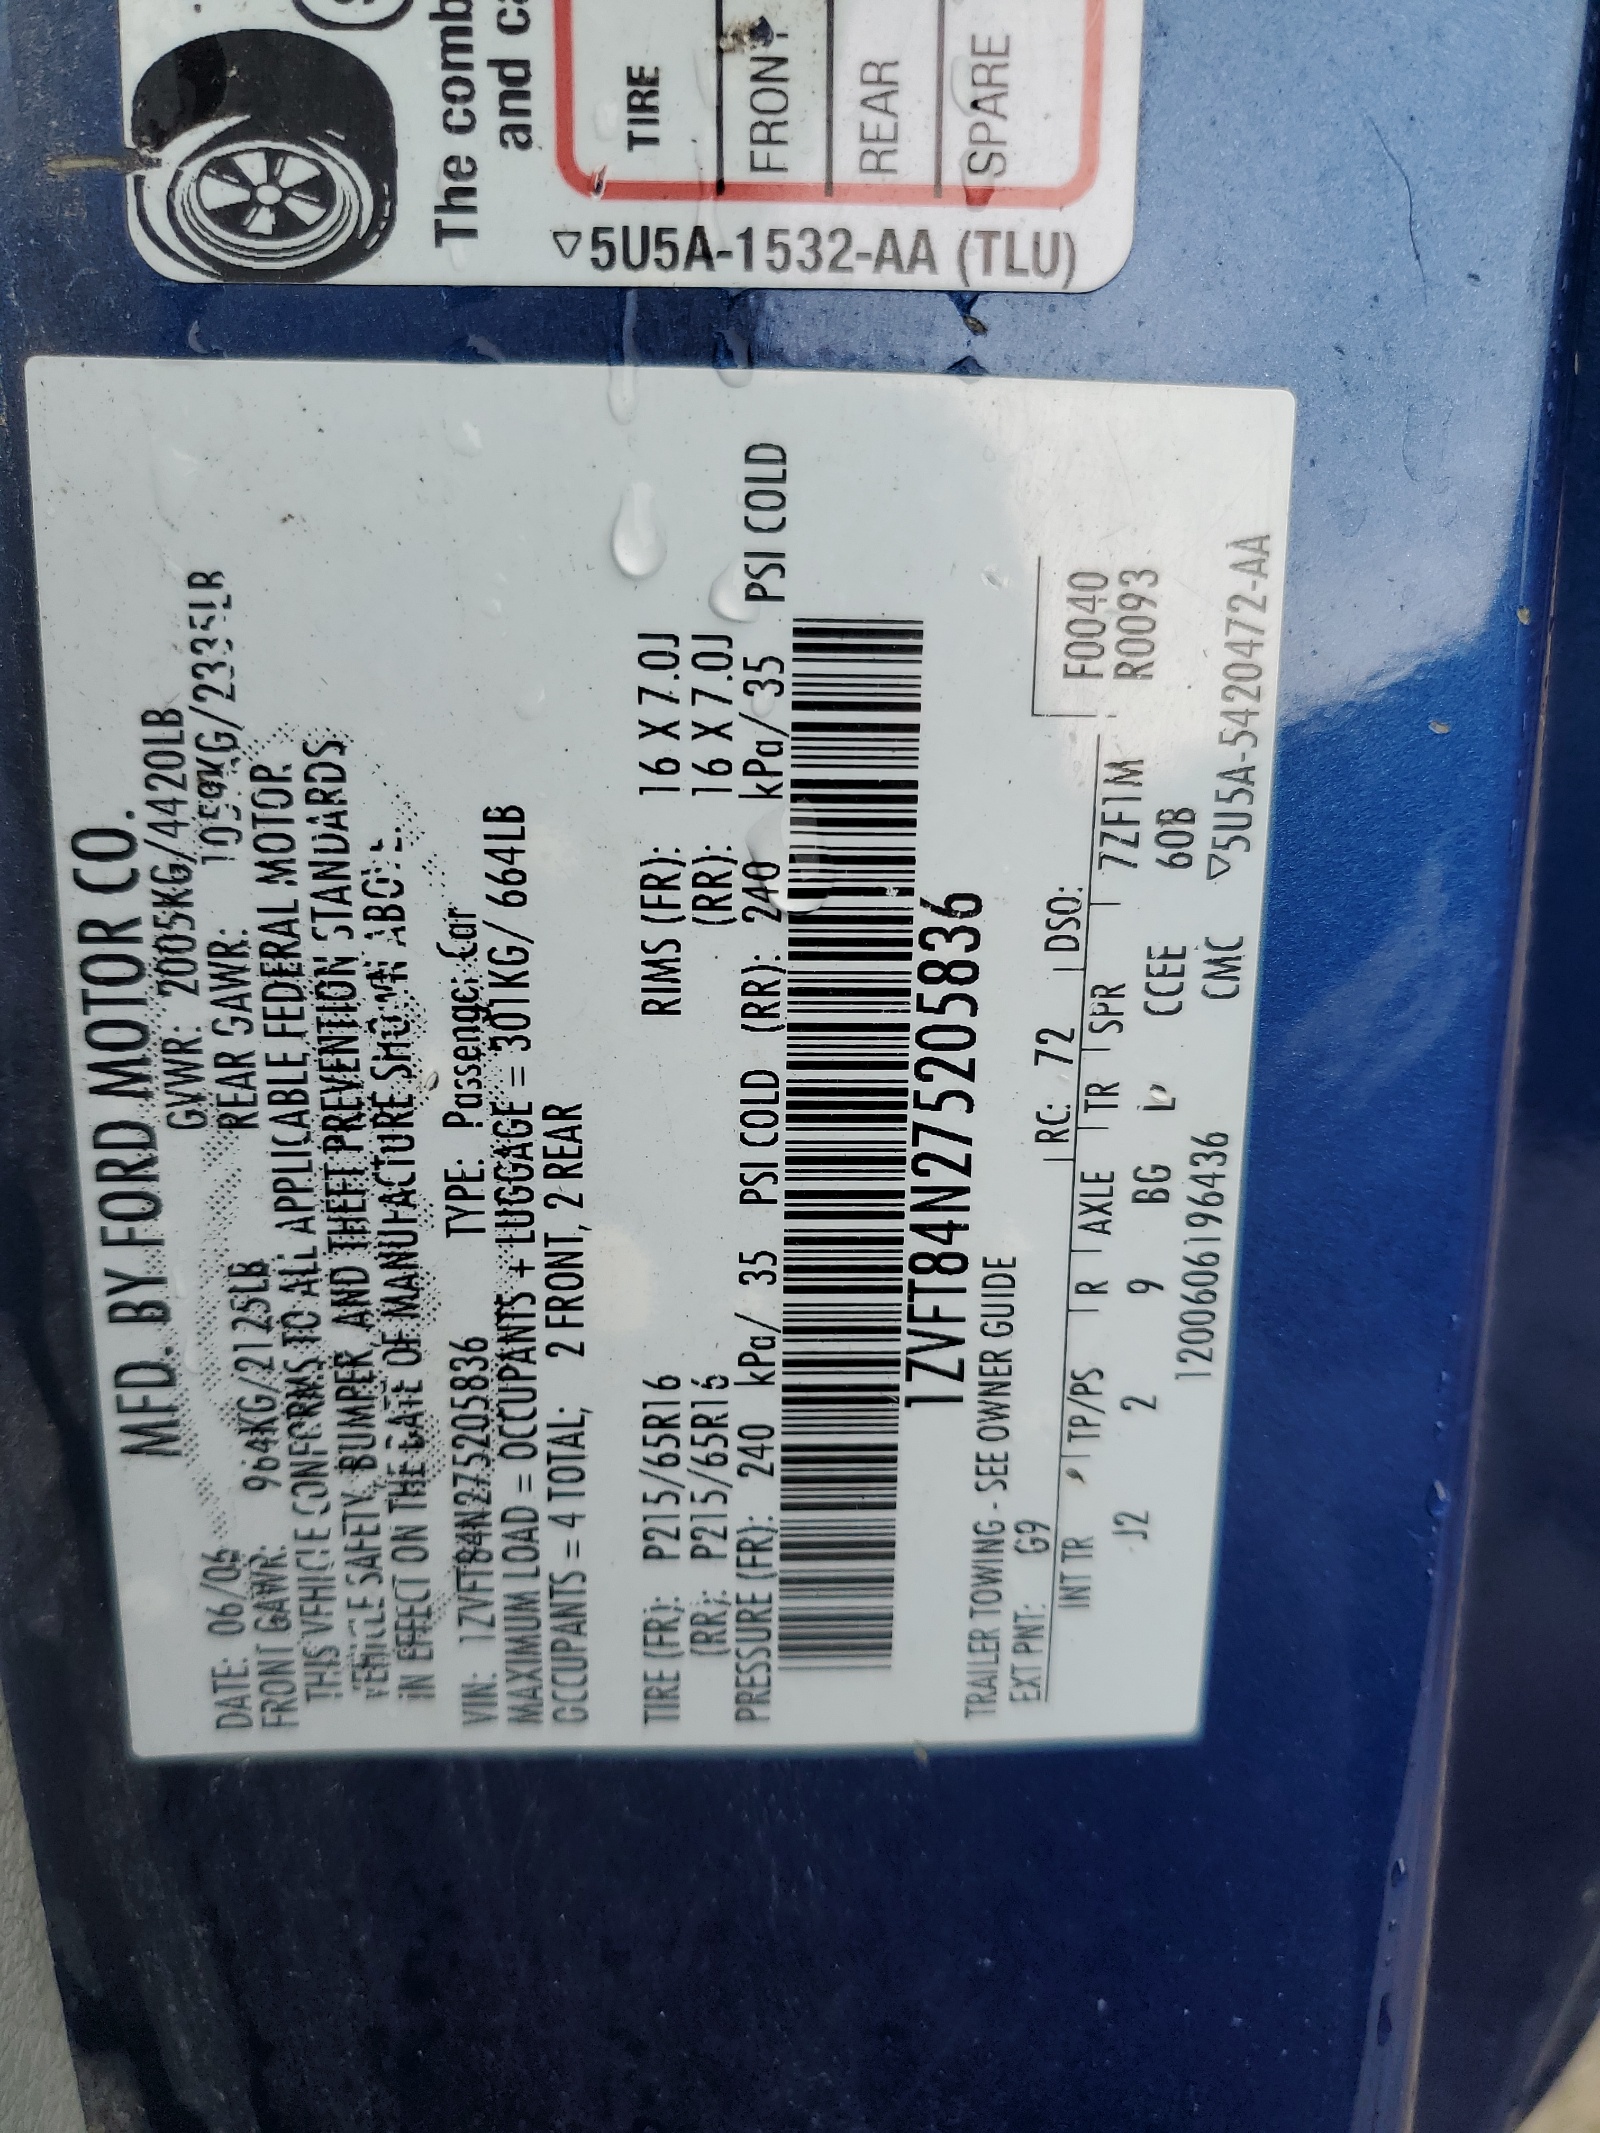 MFD. BY FORD MOTOR CO.
DATE: 06/06 GVWR: 2005KG/4420LB
FRONT GAWR: 964KG/2125LB REAR GAWR: 1059KG/2335LB
THIS VEHICLE CONFORMS TO ALL APPLICABLE FEDERAL MOTOR
VEHICLE SAFETY, BUMPER, AND THEFT PREVENTION STANDARDS
IN EFFECT ON THE DATE OF MANUFACTURE SHOWN ABOVE.
VIN: 1ZVFT84N275205836 TYPE: Passenger Car
MAXIMUM LOAD = OCCUPANTS + LUGGAGE = 301KG/ 664LB
OCCUPANTS = 4 TOTAL; 2 FRONT, 2 REAR
TIRE (FR): P215/65R16 RIMS (FR): 16 X 7.0J
(RR): P215/65R16 (RR): 16 X 7.0J
PRESSURE (FR): 240 kPa/ 35 PSI COLD (RR): 240 kPa/ 35 PSI COLD
1ZVFT84N275205836
TRAILER TOWING - SEE OWNER GUIDE
EXT PNT: G9 RC: 72 DSO: F0040
R0093
INT TR TP/PS R AXLE TR SPR 7ZF1M
J2 2 9 BG L CCEE 60B
12006061964​36 CMC ▽5U5A-5420472-AA
The comb
and ca
TIRE
FRONT
REAR
SPARE
▽5U5A-1532-AA (TLU)